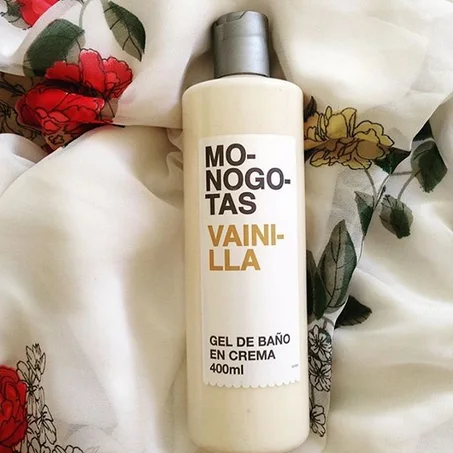 MO-
NOGO-
TAS
VAINI-
LLA
GEL DE BAÑO
EN CREMA
400ml